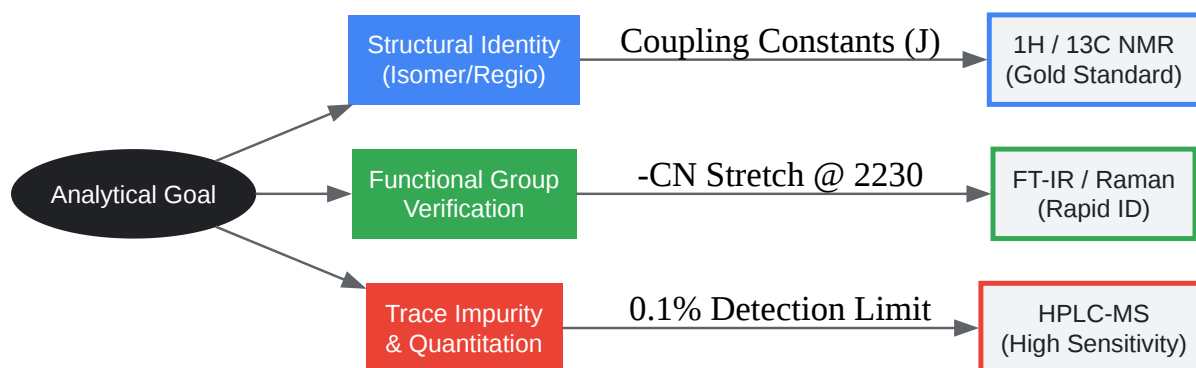 Structural Identity
(Isomer/Regio)
Coupling Constants (J)
1H / 13C NMR
(Gold Standard)
Analytical Goal
Functional Group
Verification
-CN Stretch @ 2230
FT-IR / Raman
(Rapid ID)
Trace Impurity
& Quantitation
0.1% Detection Limit
HPLC-MS
(High Sensitivity)